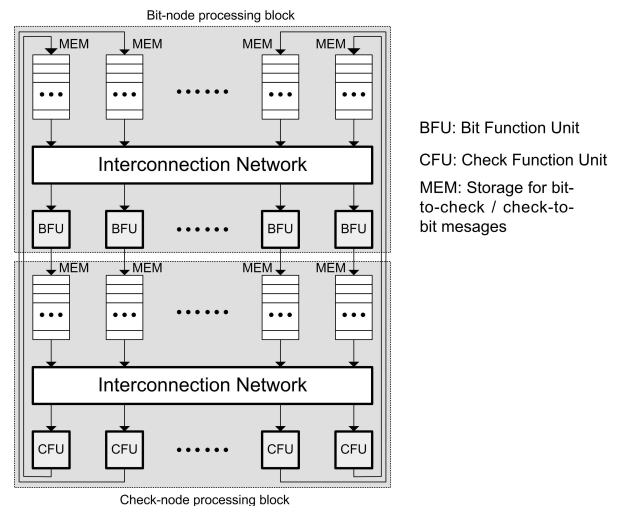 Bit-node processing block
MEM MEM MEM MEM
Interconnection Network
BFU BFU BFU BFU
MEM MEM MEM MEM
Interconnection Network
CFU CFU CFU CFU
Check-node processing block
BFU: Bit Function Unit
CFU: Check Function Unit
MEM: Storage for bit-
to-check / check-to-
bit mesages